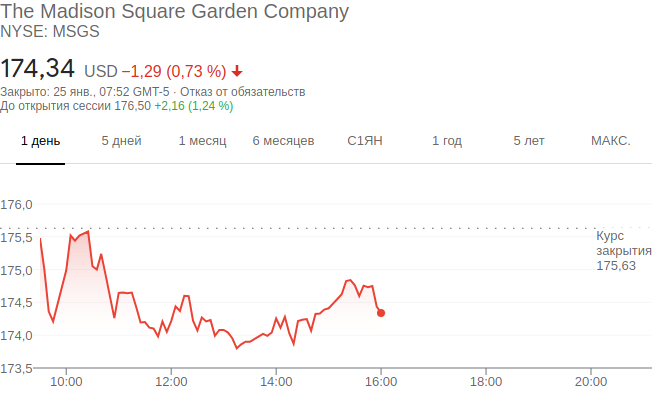 The Madison Square Garden Company
NYSE: MSGS
174,34 USD −1,29 (0,73 %)
Закрыто: 25 янв., 07:52 GMT-5 · Отказ от обязательств
До открытия сессии 176,50 +2,16 (1,24 %)
1 день 5 дней 1 месяц 6 месяцев С1ЯН 1 год 5 лет МАКС.
176,0
175,5
175,0
174,5
174,0
173,5
Курс
закрытия
175,63
10:00 12:00 14:00 16:00 18:00 20:00